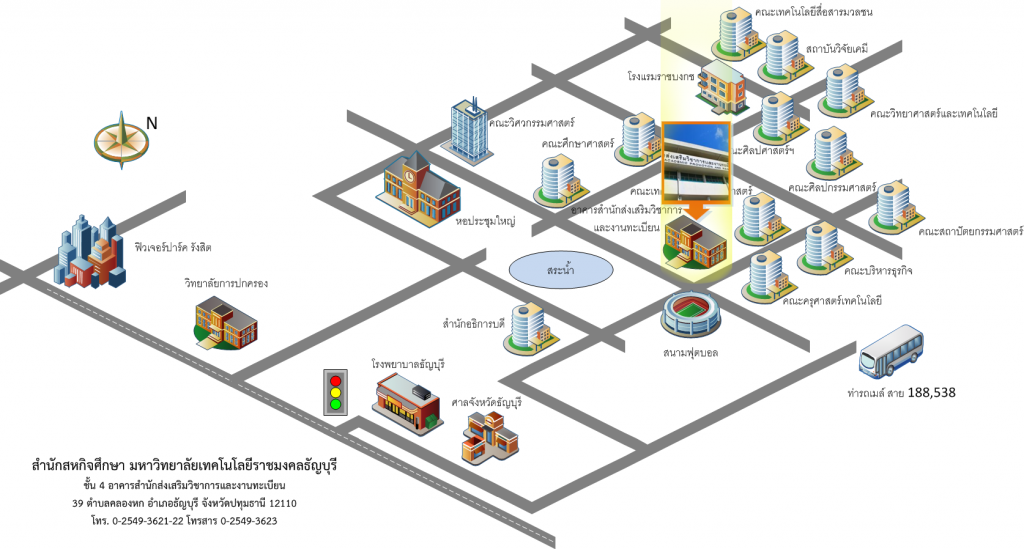 คณะเทคโนโลยีสื่อสารมวลชน
สถาบันวิจัยเคมี
โรงแรมราชบงกช
คณะวิทยาศาสตร์และเทคโนโลยี
N
คณะวิศวกรรมศาสตร์
คณะศึกษาศาสตร์
คณะศิลปศาสตร์ฯ
คณะศิลปกรรมศาสตร์
คณะเท
ศาสตร์
อาคารสำนักส่งเสริมวิชาการ
และงานทะเบียน
หอประชุมใหญ่
คณะสถาปัตยกรรมศาสตร์
ฟิวเจอร์ปาร์ค รังสิต
สระน้ำ
คณะบริหารธุรกิจ
วิทยาลัยการปกครอง
คณะครุศาสตร์เทคโนโลยี
สำนักอธิการบดี
สนามฟุตบอล
โรงพยาบาลธัญบุรี
ท่ารถเมล์ สาย 188,538
ศาลจังหวัดธัญบุรี
สำนักสหกิจศึกษา มหาวิทยาลัยเทคโนโลยีราชมงคลธัญบุรี
ชั้น 4 อาคารสำนักส่งเสริมวิชาการและงานทะเบียน
39 ตำบลคลองหก อำเภอธัญบุรี จังหวัดปทุมธานี 12110
โทร. 0-2549-3621-22 โทรสาร 0-2549-3623